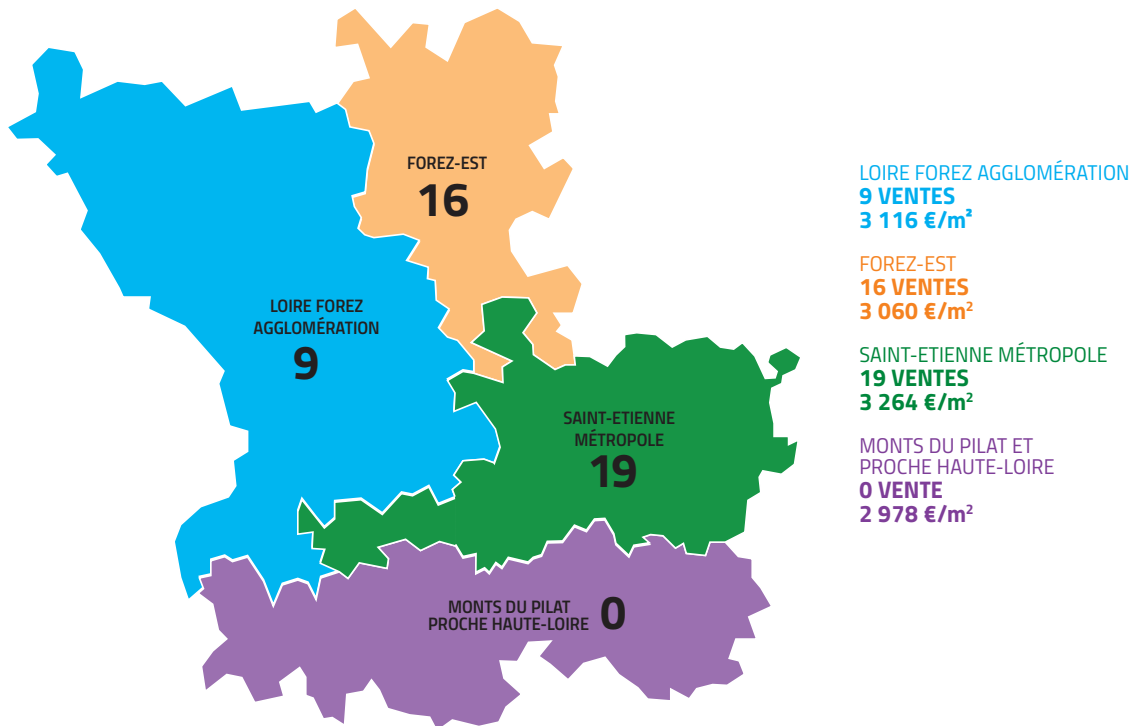 FOREZ-EST
16
LOIRE FOREZ
AGGLOMÉRATION
9
SAINT-ETIENNE
MÉTROPOLE
19
MONTS DU PILAT
PROCHE HAUTE-LOIRE
0
LOIRE FOREZ AGGLOMÉRATION
9 VENTES
3 116 €/m²
FOREZ-EST
16 VENTES
3 060 €/m²
SAINT-ETIENNE MÉTROPOLE
19 VENTES
3 264 €/m²
MONTS DU PILAT ET
PROCHE HAUTE-LOIRE
0 VENTE
2 978 €/m²